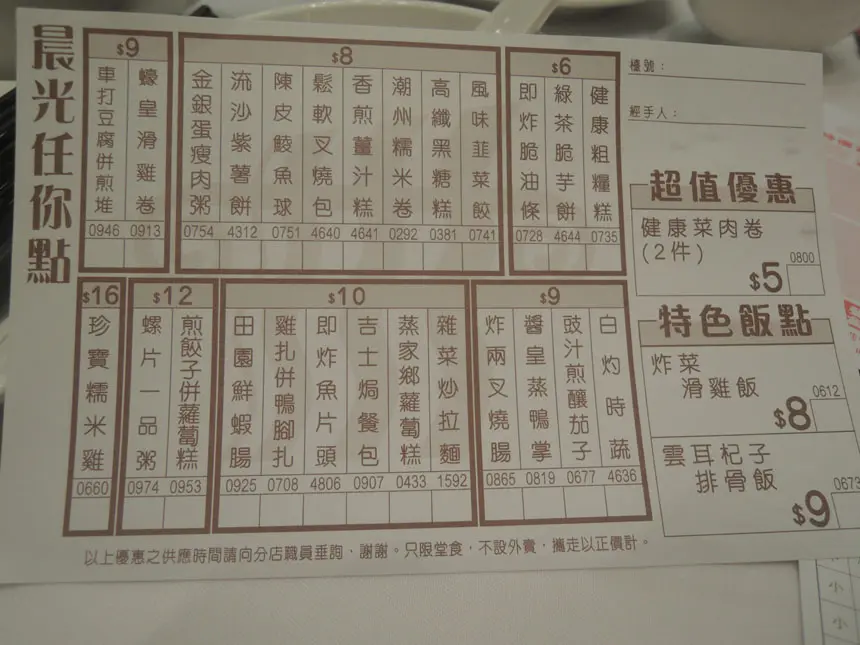 晨光任你點
$9
車打豆腐併煎堆
0946
蠔皇滑雞卷
0913
$8
金銀蛋瘦肉粥
0754
流沙紫薯餅
4312
陳皮鯪魚球
0751
鬆軟叉燒包
4640
香煎薑汁糕
4641
潮州糯米卷
0292
高纖黑糖糕
0381
風味韮菜餃
0741
$6
即炸脆油條
0728
綠茶脆芋餅
4644
健康粗糧糕
0735
檯號：
經手人：
超值優惠
健康菜肉卷
(2件)
0800
$5
$16
珍寶糯米雞
0660
$12
螺片一品粥
0974
煎餃子併蘿蔔糕
0953
$10
田園鮮蝦腸
0925
雞扎併鴨腳扎
0708
即炸魚片頭
4806
吉士焗餐包
0907
蒸家鄉蘿蔔糕
0433
雜菜炒拉麵
1592
$9
炸兩叉燒腸
0865
醬皇蒸鴨掌
0819
豉汁煎釀茄子
0677
白灼時蔬
4636
特色飯點
炸菜
滑雞飯
0612
$8
雲耳杞子
排骨飯
0673
$9
以上優惠之供應時間請向分店職員垂詢，謝謝。只限堂食，不設外賣，攜走以正價計。
小
小